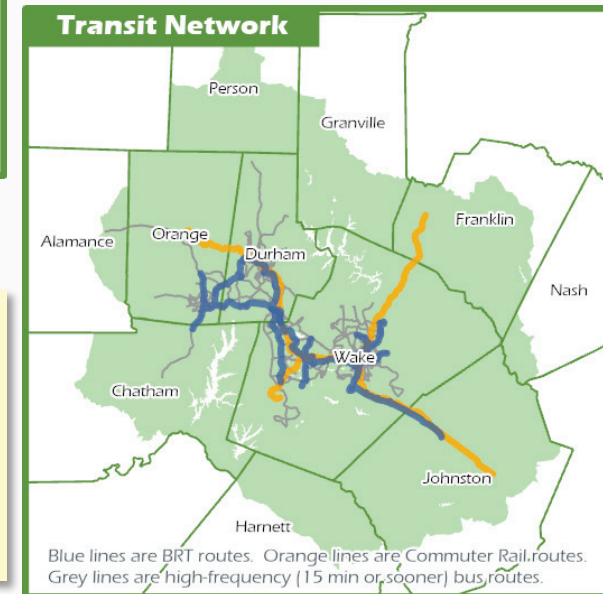 Transit Network
Person
Granville
Franklin
Orange
Alamance
Durham
Nash
Wake
Chatham
Johnston
Harnett
Blue lines are BRT routes. Orange lines are Commuter Rail routes.
Grey lines are high-frequency (15 min or sooner) bus routes.